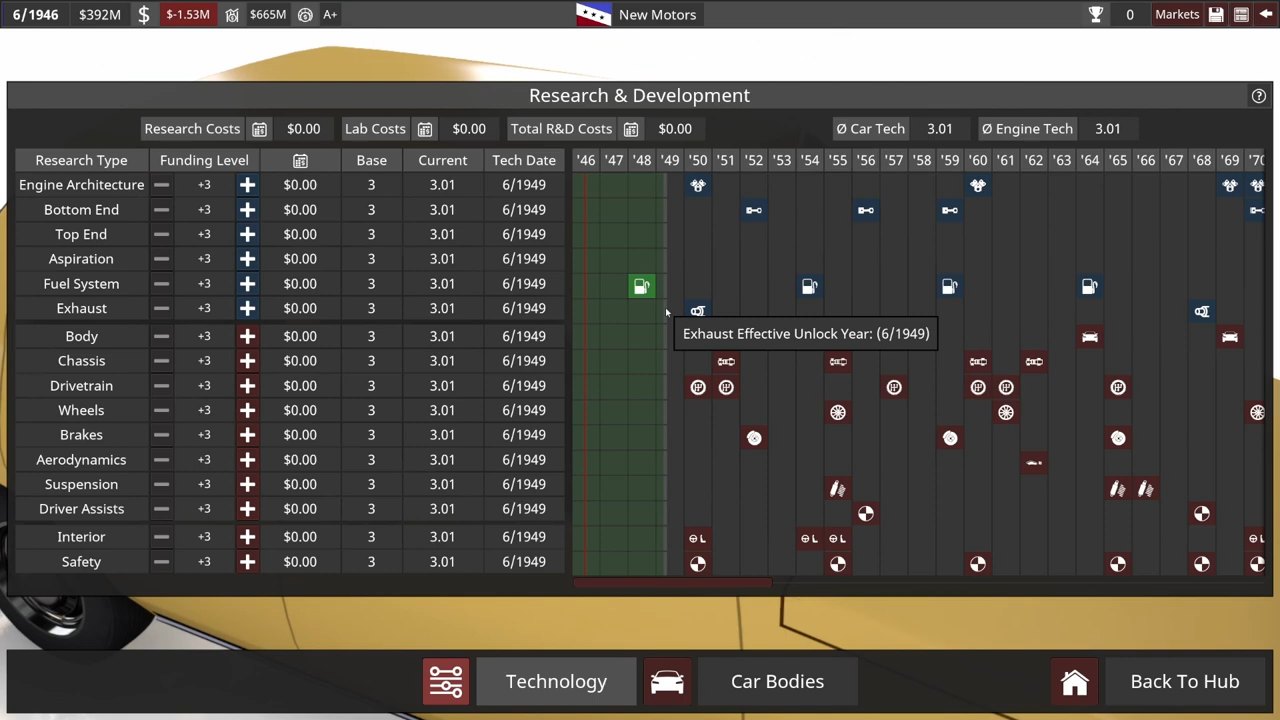 6/1946 $392M $ $-1.53M $665M A+ New Motors 0 Markets
Research & Development ?
Research Costs $0.00 Lab Costs $0.00 Total R&D Costs $0.00 Ø Car Tech 3.01 Ø Engine Tech 3.01
Research Type Funding Level Base Current Tech Date '46 '47 '48 '49 '50 '51 '52 '53 '54 '55 '56 '57 '58 '59 '60 '61 '62 '63 '64 '65 '66 '67 '68 '69 '70
Engine Architecture +3 $0.00 3 3.01 6/1949
Bottom End +3 $0.00 3 3.01 6/1949
Top End +3 $0.00 3 3.01 6/1949
Aspiration +3 $0.00 3 3.01 6/1949
Fuel System +3 $0.00 3 3.01 6/1949
Exhaust +3 $0.00 3 3.01 6/1949
Exhaust Effective Unlock Year: (6/1949)
Body +3 $0.00 3 3.01 6/1949
Chassis +3 $0.00 3 3.01 6/1949
Drivetrain +3 $0.00 3 3.01 6/1949
Wheels +3 $0.00 3 3.01 6/1949
Brakes +3 $0.00 3 3.01 6/1949
Aerodynamics +3 $0.00 3 3.01 6/1949
Suspension +3 $0.00 3 3.01 6/1949
Driver Assists +3 $0.00 3 3.01 6/1949
Interior +3 $0.00 3 3.01 6/1949
Safety +3 $0.00 3 3.01 6/1949
Technology Car Bodies Back To Hub